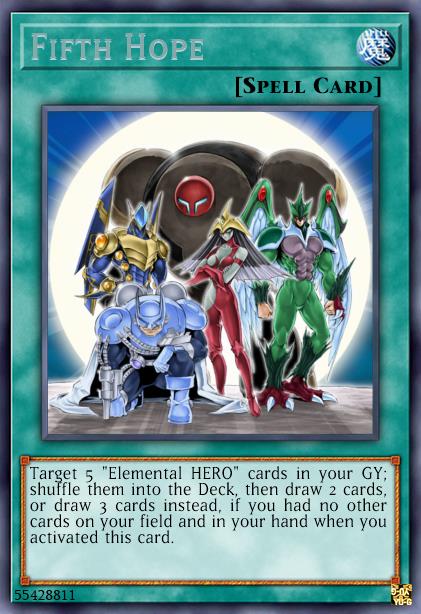 Fifth Hope
魔
[Spell Card]
Target 5 "Elemental HERO" cards in your GY;
shuffle them into the Deck, then draw 2 cards,
or draw 3 cards instead, if you had no other
cards on your field and in your hand when you
activated this card.
55428811